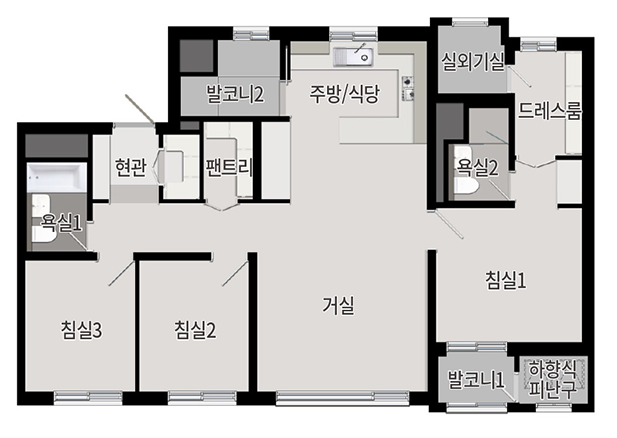 실외기실
발코니2
주방/식당
드레스룸
현관
팬트리
욕실2
욕실1
침실1
거실
침실3
침실2
발코니1
하향식
피난구